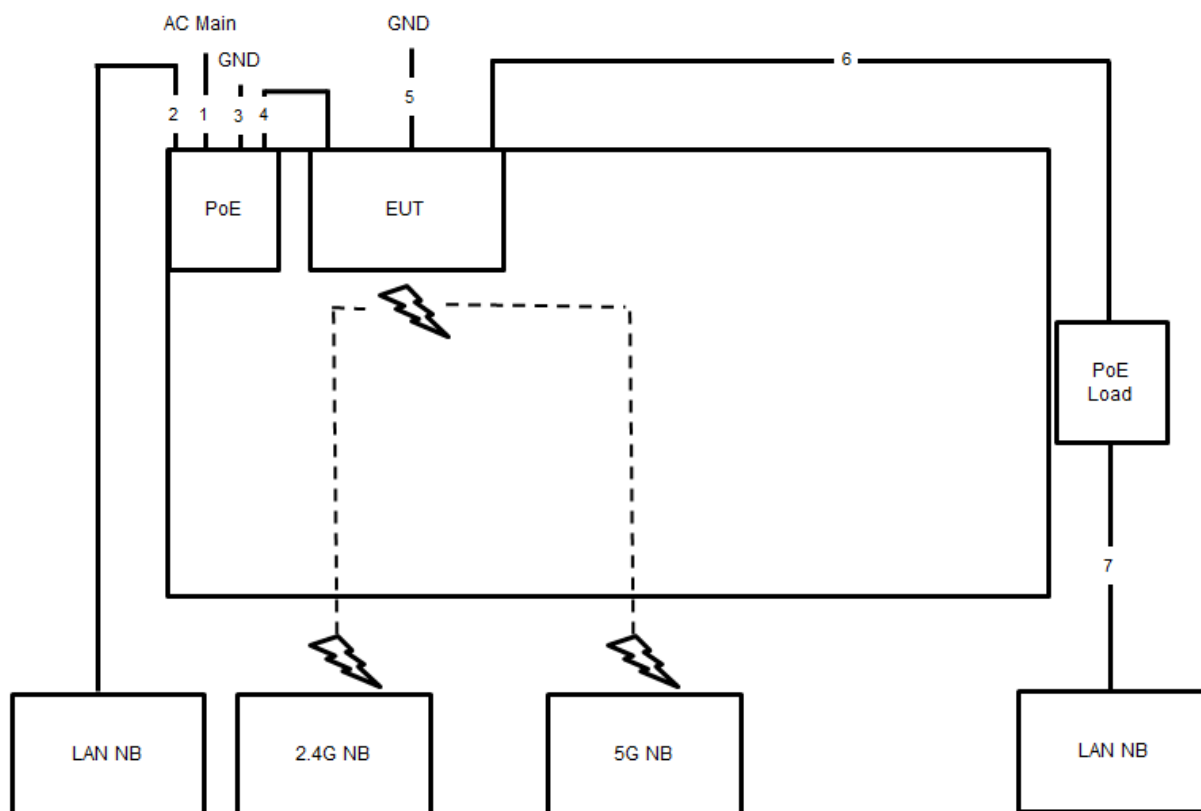 AC Main
GND
GND
6
2
1
3
4
5
PoE
EUT
PoE
Load
7
LAN NB
2.4G NB
5G NB
LAN NB